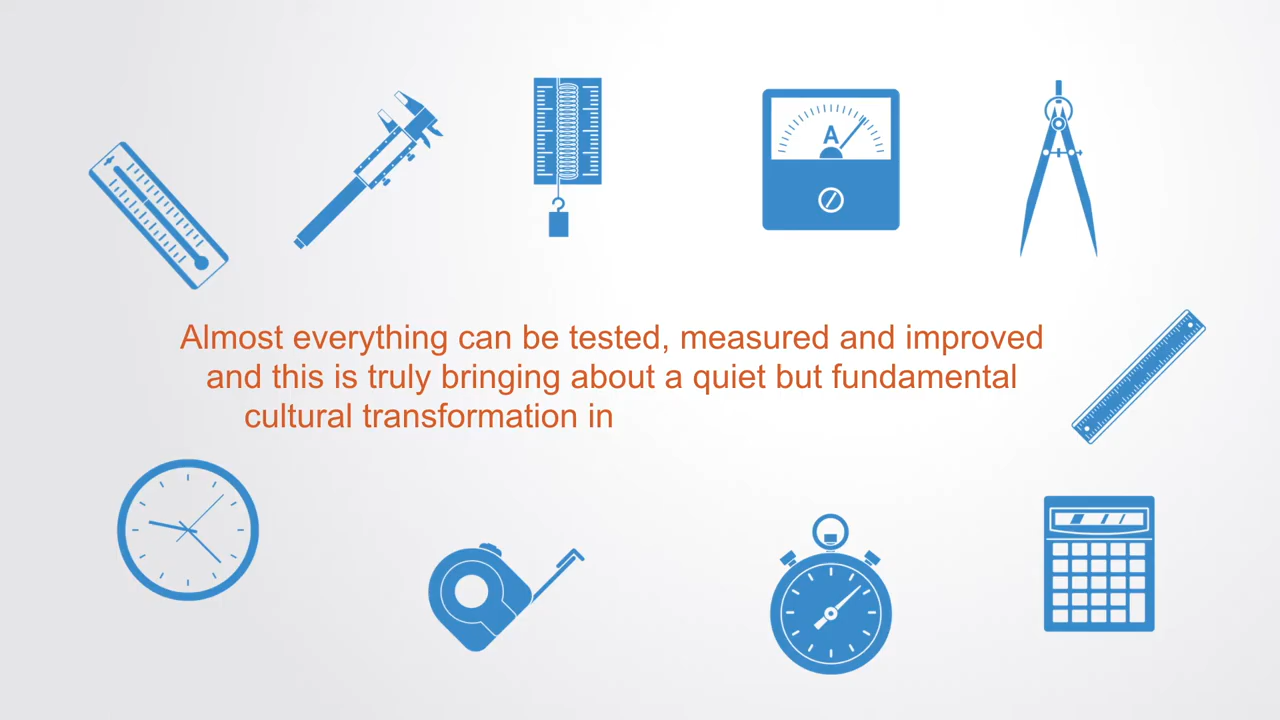 A
Almost everything can be tested, measured and improved
and this is truly bringing about a quiet but fundamental
cultural transformation in